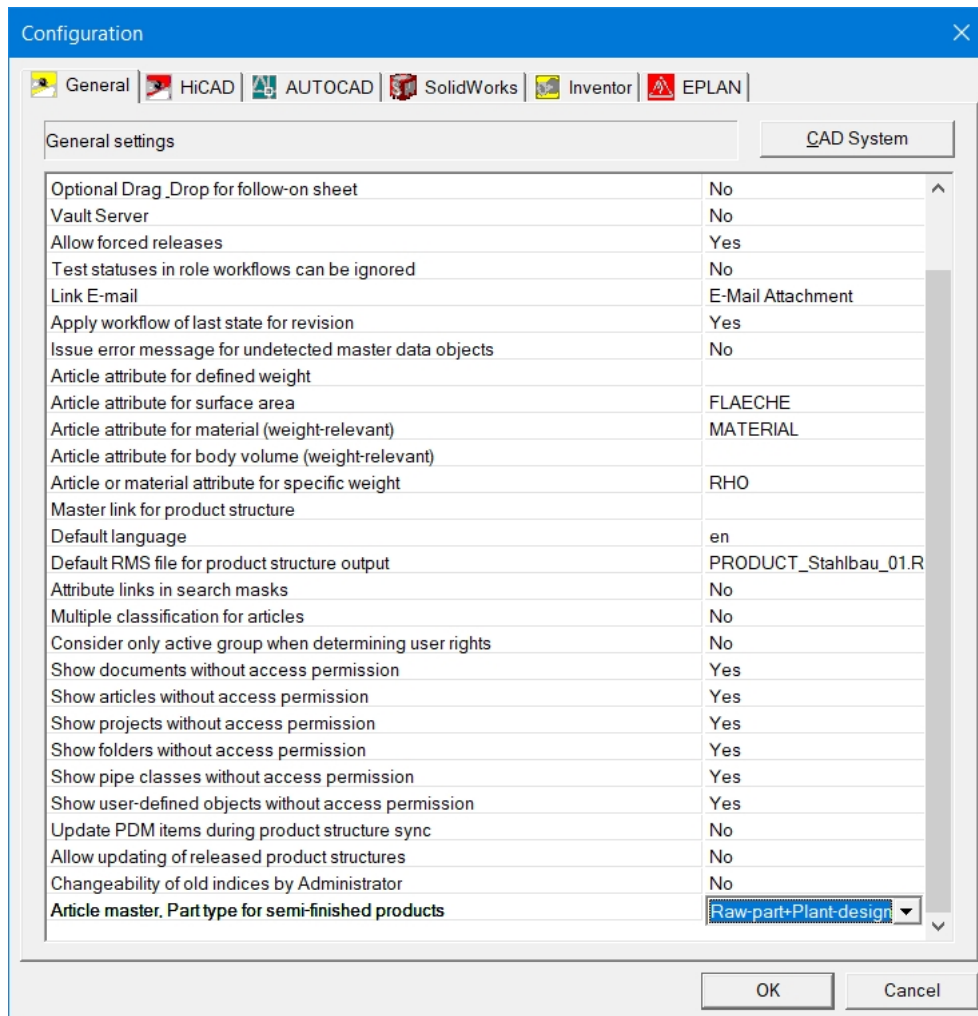 Configuration
General HiCAD AUTOCAD SolidWorks Inventor EPLAN
General settings CAD System
Optional Drag_Drop for follow-on sheet No
Vault Server No
Allow forced releases Yes
Test statuses in role workflows can be ignored No
Link E-mail E-Mail Attachment
Apply workflow of last state for revision Yes
Issue error message for undetected master data objects No
Article attribute for defined weight
Article attribute for surface area FLAECHE
Article attribute for material (weight-relevant) MATERIAL
Article attribute for body volume (weight-relevant)
Article or material attribute for specific weight RHO
Master link for product structure
Default language en
Default RMS file for product structure output PRODUCT_Stahlbau_01.R
Attribute links in search masks No
Multiple classification for articles No
Consider only active group when determining user rights No
Show documents without access permission Yes
Show articles without access permission Yes
Show projects without access permission Yes
Show folders without access permission Yes
Show pipe classes without access permission Yes
Show user-defined objects without access permission Yes
Update PDM items during product structure sync No
Allow updating of released product structures No
Changeability of old indices by Administrator No
Article master, Part type for semi-finished products Raw-part+Plant-design
OK Cancel